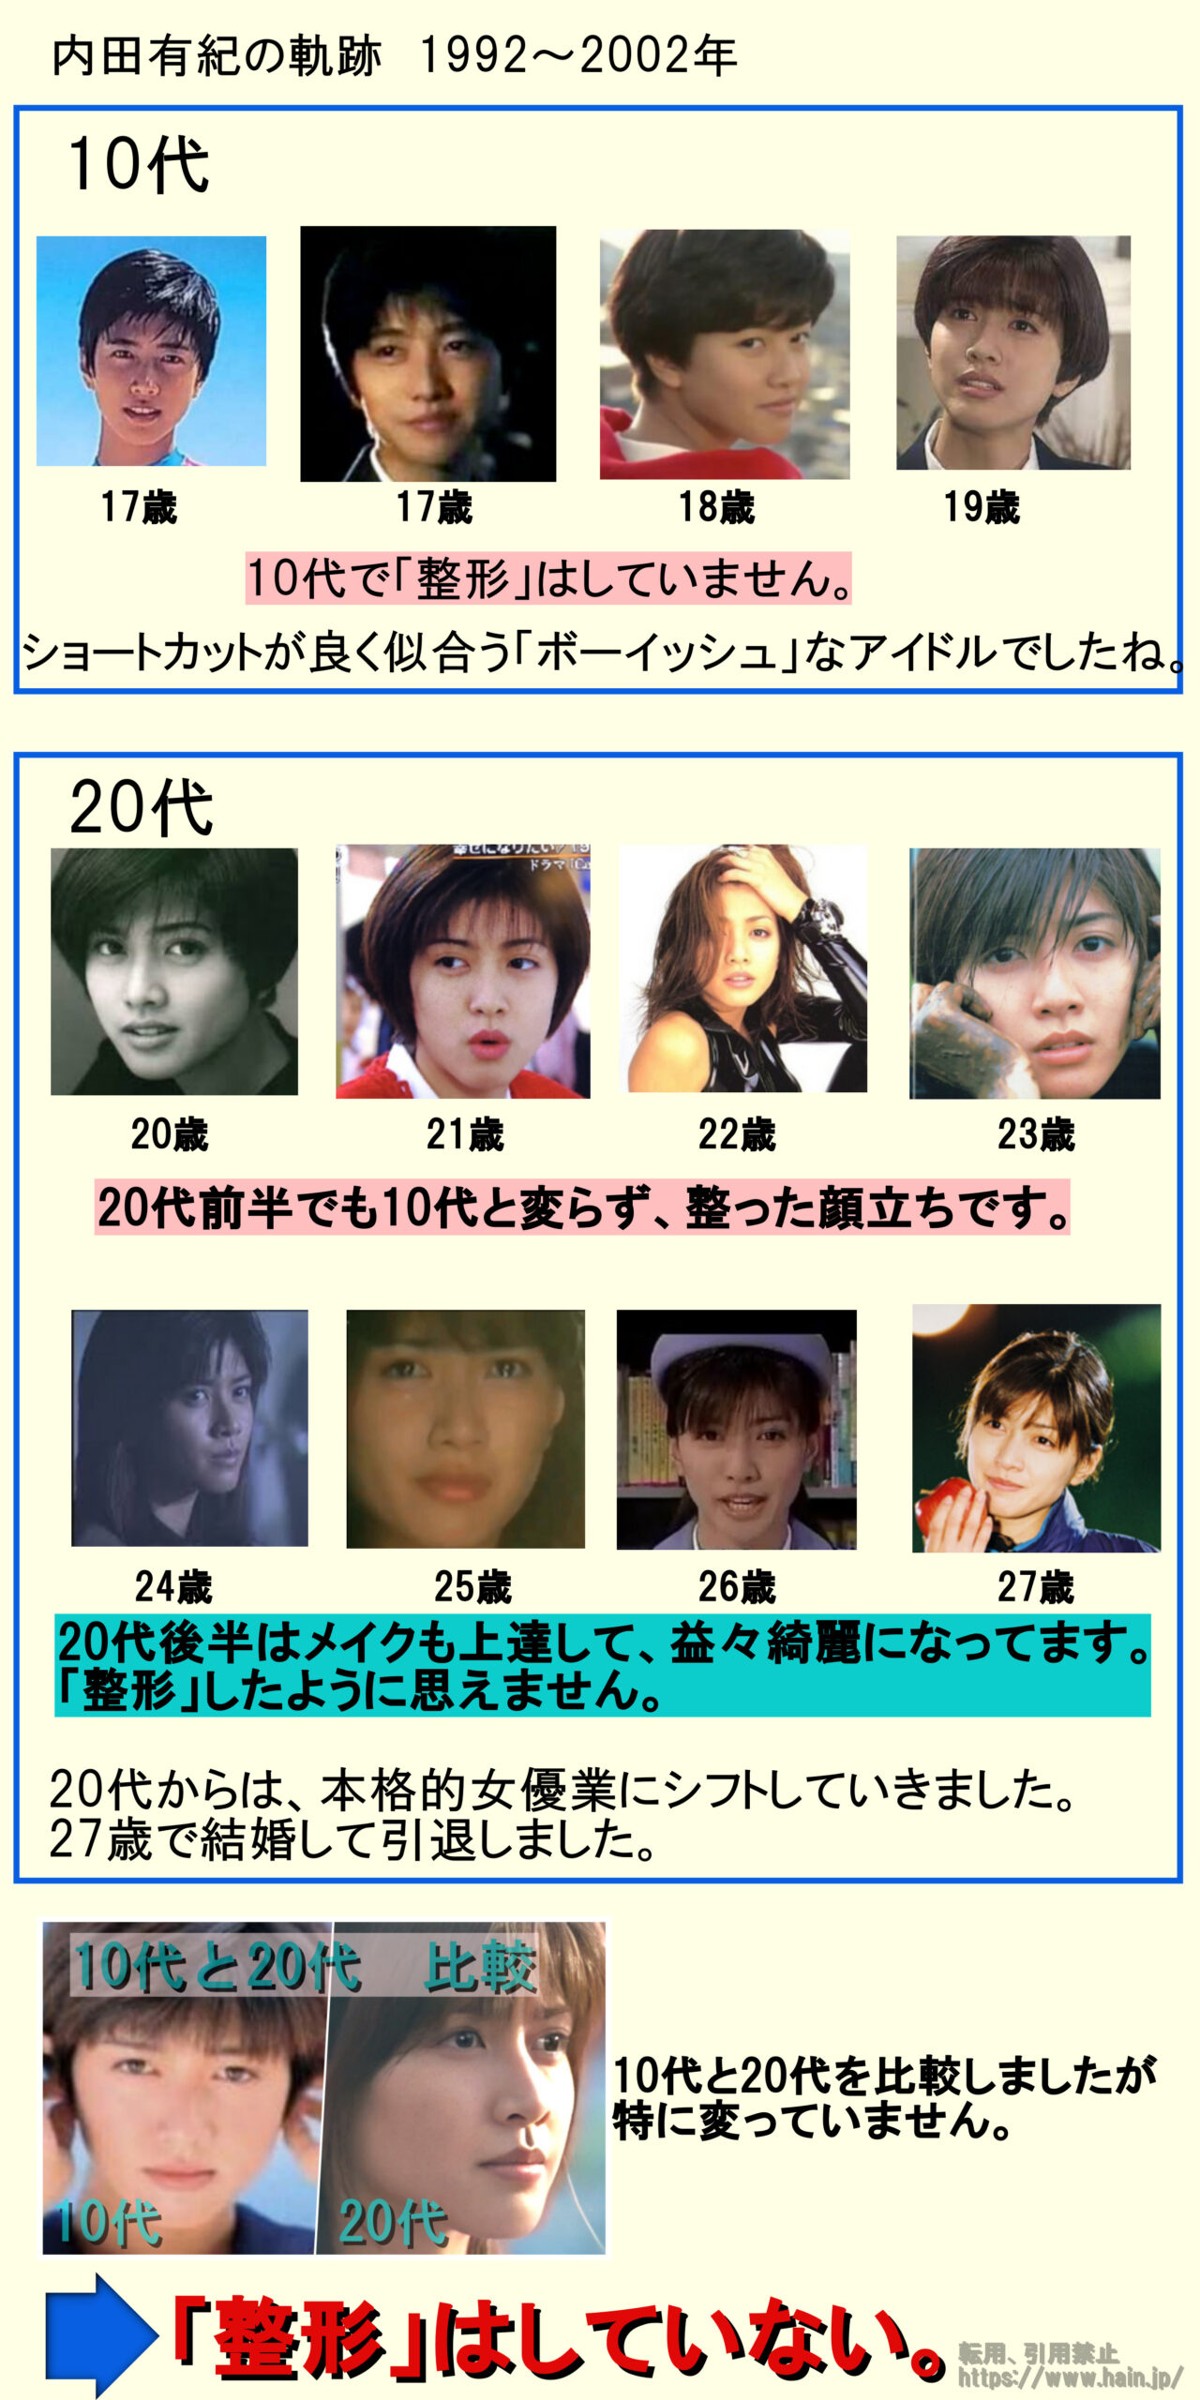 内田有紀の軌跡　1992～2002年
10代
17歳
17歳
18歳
19歳
10代で「整形」はしていません。
ショートカットが良く似合う「ボーイッシュ」なアイドルでしたね。
20代
ドラマ
20歳
21歳
22歳
23歳
20代前半でも10代と変らず、整った顔立ちです。
24歳
25歳
26歳
27歳
20代後半はメイクも上達して、益々綺麗になってます。
「整形」したように思えません。
20代からは、本格的女優業にシフトしていきました。
27歳で結婚して引退しました。
10代と20代　比較
10代
20代
10代と20代を比較しましたが
特に変っていません。
「整形」はしていない。
転用、引用禁止
https://www.hain.jp/